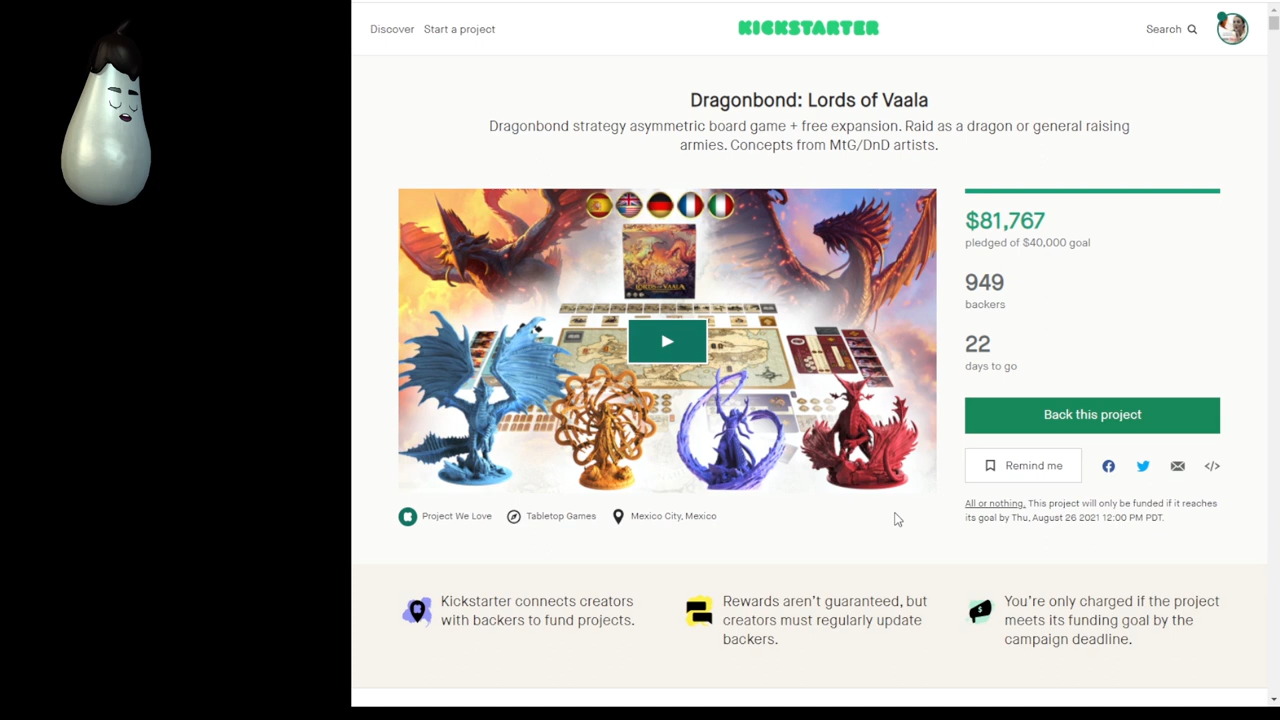 Discover Start a project
KICKSTARTER
Search
Dragonbond: Lords of Vaala
Dragonbond strategy asymmetric board game + free expansion. Raid as a dragon or general raising
armies. Concepts from MtG/DnD artists.
LORDS OF VAALA
$81,767
pledged of $40,000 goal
949
backers
22
days to go
Back this project
Remind me
All or nothing. This project will only be funded if it reaches
its goal by Thu, August 26 2021 12:00 PM PDT.
Project We Love
Tabletop Games
Mexico City, Mexico
Kickstarter connects creators
with backers to fund projects.
Rewards aren't guaranteed, but
creators must regularly update
backers.
You're only charged if the project
meets its funding goal by the
campaign deadline.